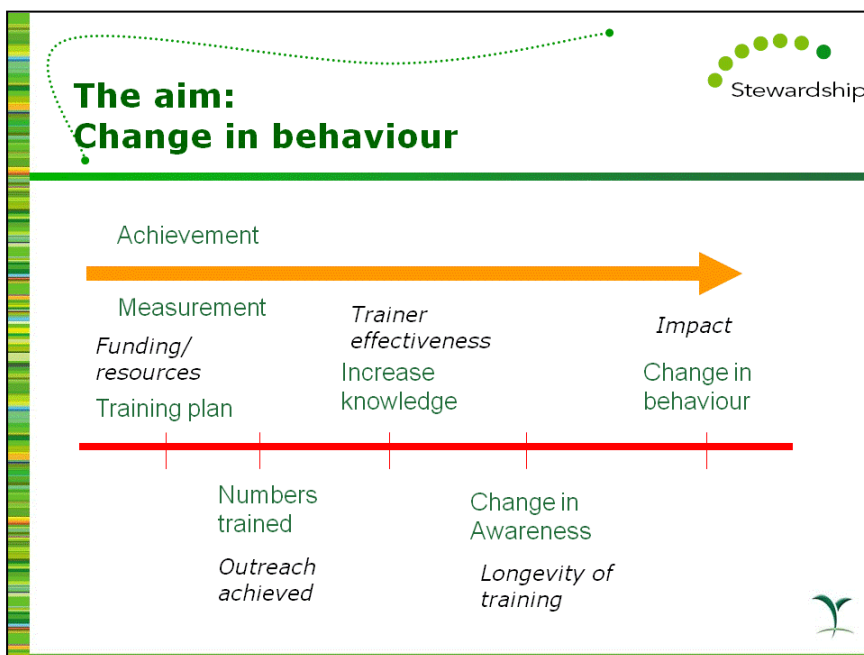 The aim:
Change in behaviour
Stewardship
Achievement
Measurement
Funding/
resources
Training plan
Trainer
effectiveness
Increase
knowledge
Impact
Change in
behaviour
Numbers
trained
Outreach
achieved
Change in
Awareness
Longevity of
training